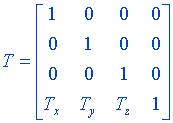 T = [ 1 0 0 0
0 1 0 0
0 0 1 0
Tx Ty Tz 1 ]